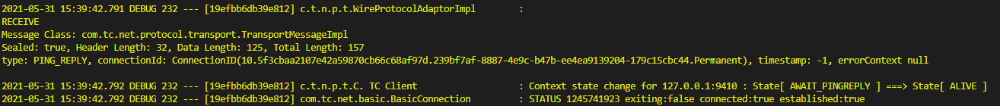 2021-05-31 15:39:42.791 DEBUG 232 --- [19efbb6db39e812] c.t.n.p.t.WireProtocolAdaptorImpl :
RECEIVE
Message Class: com.tc.net.protocol.transport.TransportMessageImpl
Sealed: true, Header Length: 32, Data Length: 125, Total Length: 157
type: PING_REPLY, connectionId: ConnectionID(10.5f3cbaa2107e42a59870cb66c68af97d.239bf7af-8887-4e9c-b47b-ee4ea9139204-179c15cbc44.Permanent), timestamp: -1, errorContext null
2021-05-31 15:39:42.792 DEBUG 232 --- [19efbb6db39e812] c.t.n.p.t.C. TC Client : Context state change for 127.0.0.1:9410 : State[ AWAIT_PINGREPLY ] ===> State[ ALIVE ]
2021-05-31 15:39:42.792 DEBUG 232 --- [19efbb6db39e812] com.tc.net.basic.BasicConnection : STATUS 1245741923 exiting:false connected:true established:true